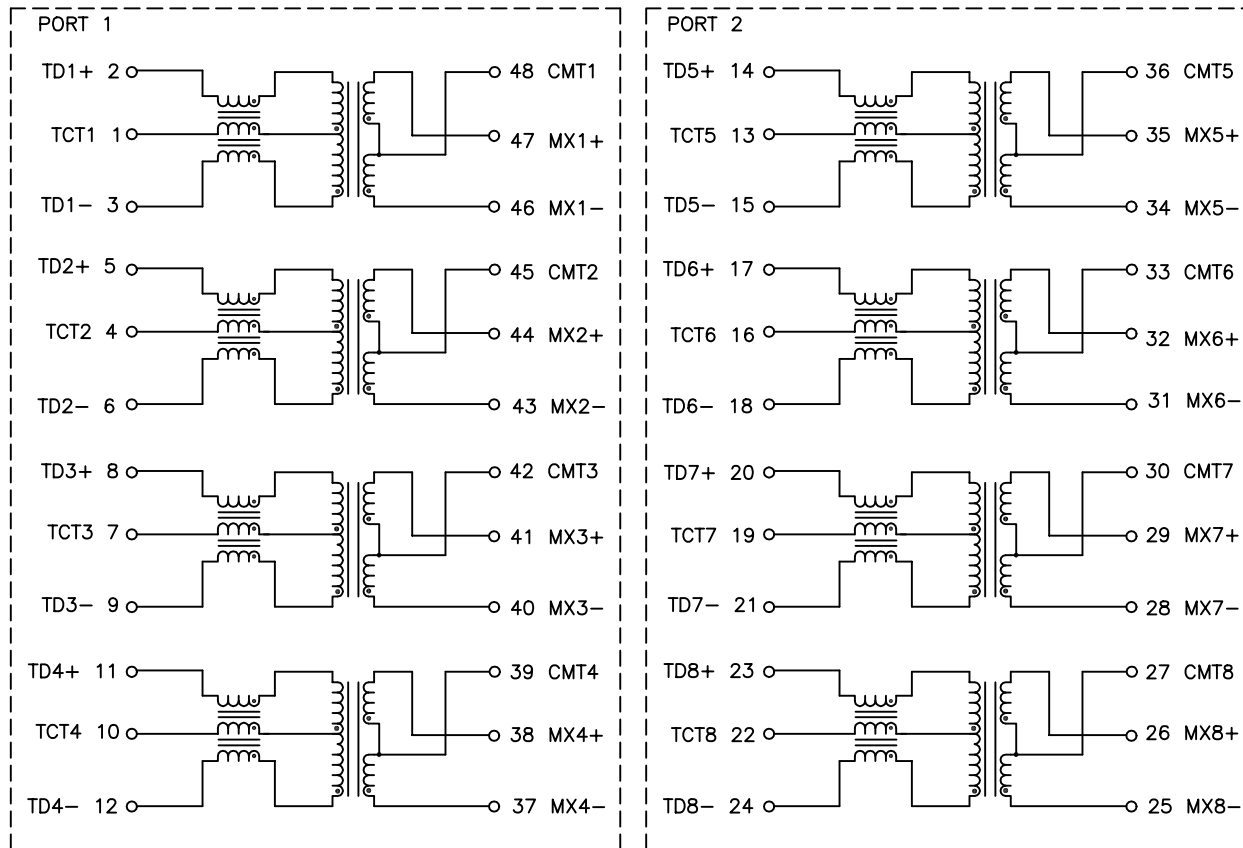 PORT 1
TD1+ 2
48 CMT1
TCT1 1
47 MX1+
TD1- 3
46 MX1-
TD2+ 5
45 CMT2
TCT2 4
44 MX2+
TD2- 6
43 MX2-
TD3+ 8
42 CMT3
TCT3 7
41 MX3+
TD3- 9
40 MX3-
TD4+ 11
39 CMT4
TCT4 10
38 MX4+
TD4- 12
37 MX4-
PORT 2
TD5+ 14
36 CMT5
TCT5 13
35 MX5+
TD5- 15
34 MX5-
TD6+ 17
33 CMT6
TCT6 16
32 MX6+
TD6- 18
31 MX6-
TD7+ 20
30 CMT7
TCT7 19
29 MX7+
TD7- 21
28 MX7-
TD8+ 23
27 CMT8
TCT8 22
26 MX8+
TD8- 24
25 MX8-